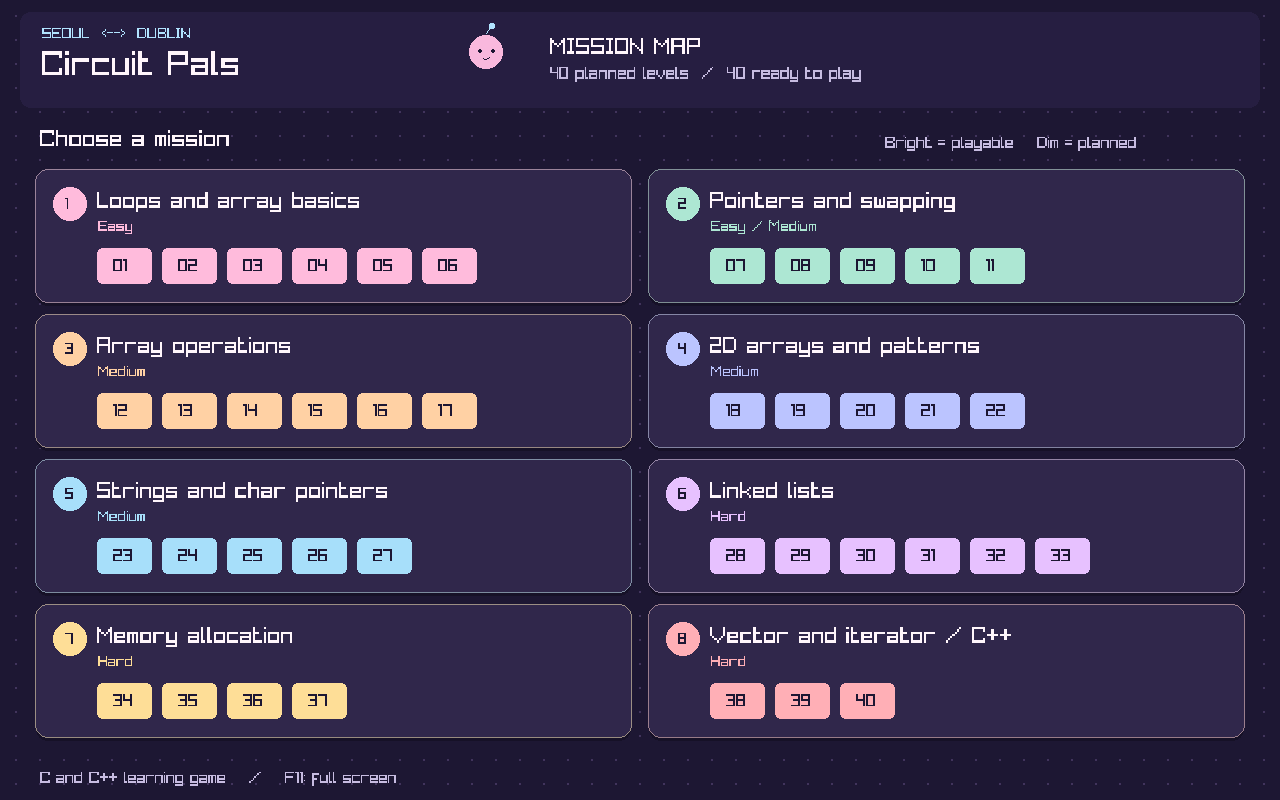 SEOUL <--> DUBLIN
Circuit Pals
MISSION MAP
40 planned levels / 40 ready to play
Choose a mission
Bright = playable Dim = planned
1 Loops and array basics
Easy
01 02 03 04 05 06
2 Pointers and swapping
Easy / Medium
07 08 09 10 11
3 Array operations
Medium
12 13 14 15 16 17
4 2D arrays and patterns
Medium
18 19 20 21 22
5 Strings and char pointers
Medium
23 24 25 26 27
6 Linked lists
Hard
28 29 30 31 32 33
7 Memory allocation
Hard
34 35 36 37
8 Vector and iterator / C++
Hard
38 39 40
C and C++ learning game / F11: Full screen